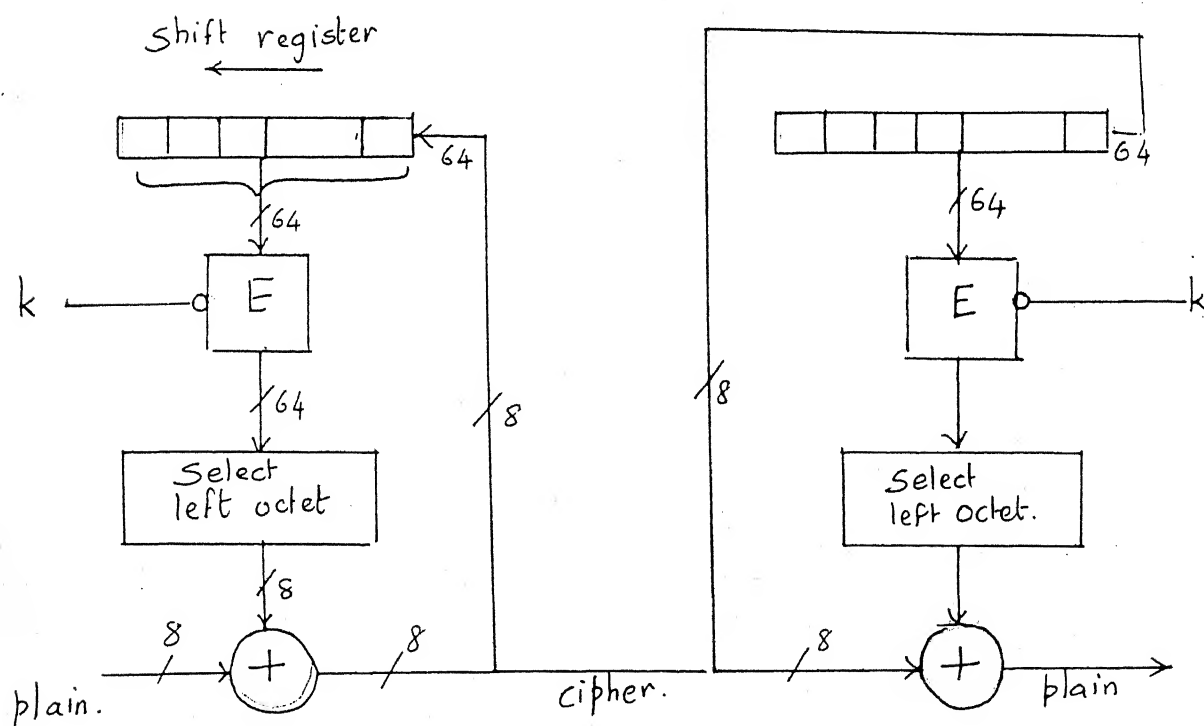 Shift register
64
64
/64
/64
k
E
E
k
/64
Select
left octet
Select
left octet.
/8
/8
/8
8
/8
/8
+
+
plain.
cipher.
plain